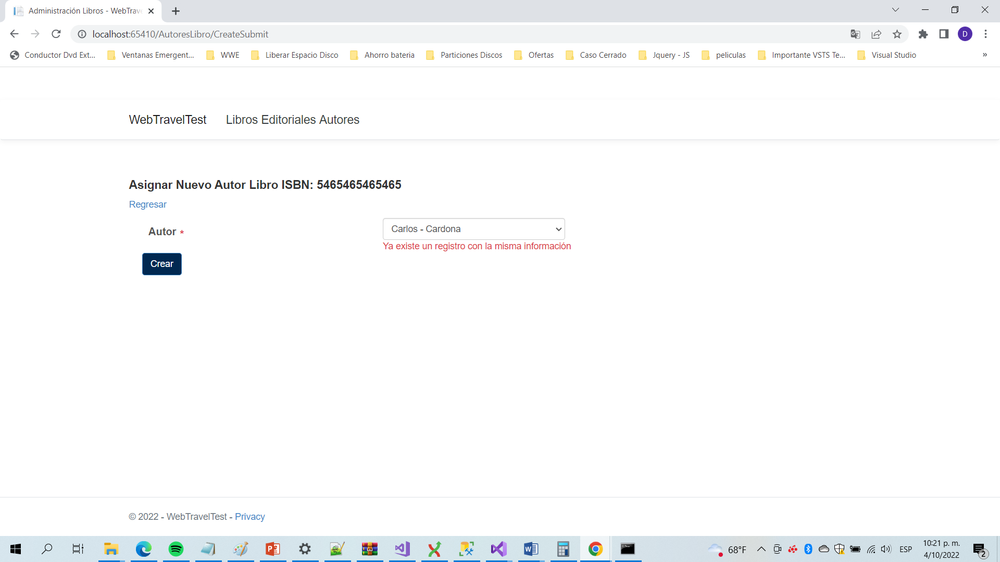 Administración Libros - WebTrave
localhost:65410/AutoresLibro/CreateSubmit
D
Conductor Dvd Ext... Ventanas Emergent... WWE Liberar Espacio Disco Ahorro bateria Particiones Discos Ofertas Caso Cerrado Jquery - JS peliculas Importante VSTS Te... Visual Studio »
WebTravelTest Libros Editoriales Autores
Asignar Nuevo Autor Libro ISBN: 5465465465465
Regresar
Autor * Carlos - Cardona
Ya existe un registro con la misma información
Crear
© 2022 - WebTravelTest - Privacy
68°F ESP 10:21 p. m.
4/10/2022 2